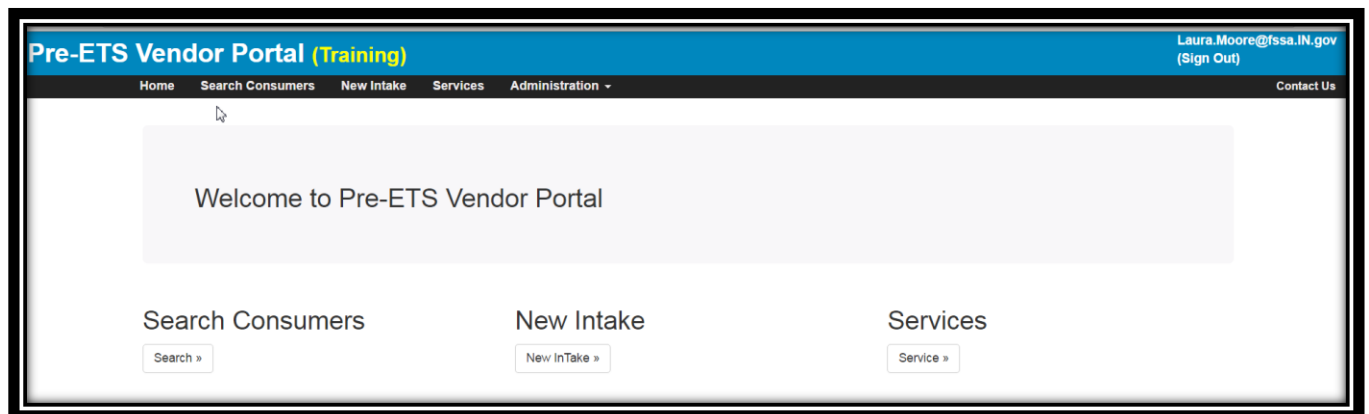 Pre-ETS Vendor Portal (Training)
Laura.Moore@fssa.IN.gov
(Sign Out)
Home Search Consumers New Intake Services Administration Contact Us
Welcome to Pre-ETS Vendor Portal
Search Consumers New Intake Services
Search » New InTake » Service »